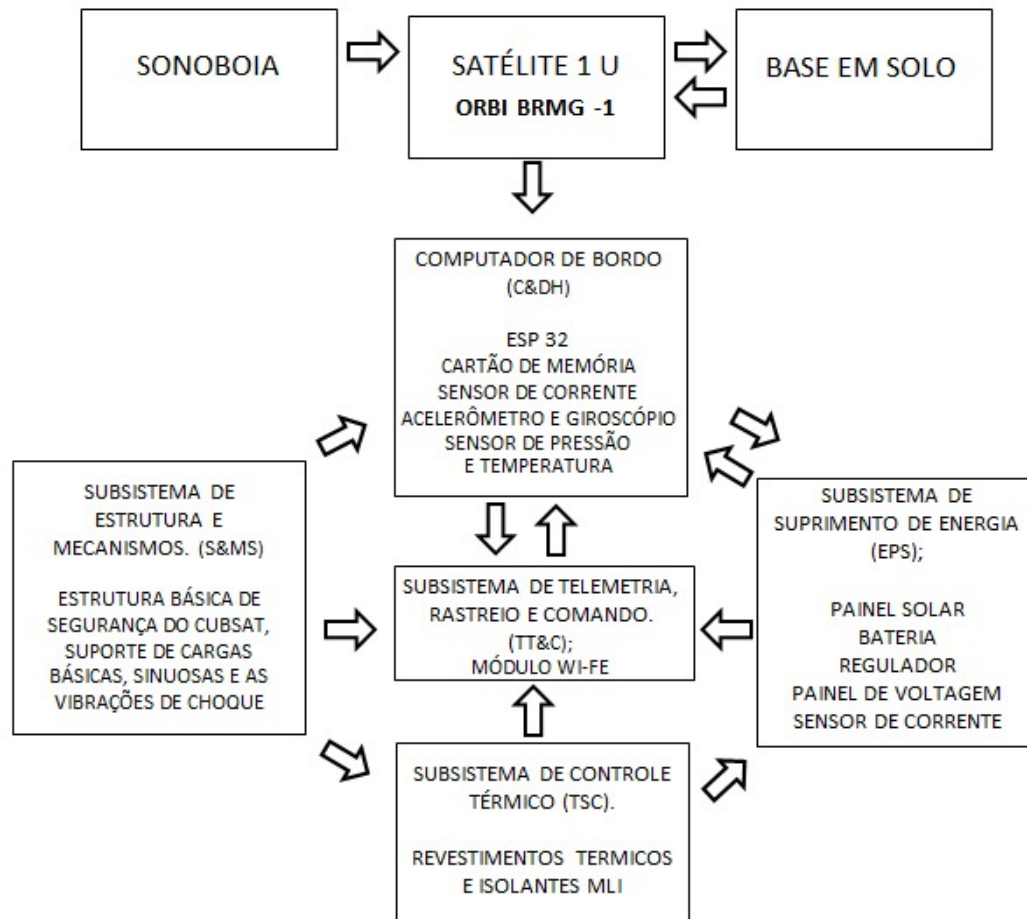 SONOBOIA
SATÉLITE 1 U
ORBI BRMG -1
BASE EM SOLO
COMPUTADOR DE BORDO
(C&DH)
ESP 32
CARTÃO DE MEMÓRIA
SENSOR DE CORRENTE
ACELERÔMETRO E GIROSCÓPIO
SENSOR DE PRESSÃO
E TEMPERATURA
SUBSISTEMA DE
ESTRUTURA E
MECANISMOS. (S&MS)
ESTRUTURA BÁSICA DE
SEGURANÇA DO CUBSAT,
SUPORTE DE CARGAS
BÁSICAS, SINUOSAS E AS
VIBRAÇÕES DE CHOQUE
SUBSISTEMA DE TELEMETRIA,
RASTREIO E COMANDO.
(TT&C);
MÓDULO WI-FE
SUBSISTEMA DE
SUPRIMENTO DE ENERGIA
(EPS);
PAINEL SOLAR
BATERIA
REGULADOR
PAINEL DE VOLTAGEM
SENSOR DE CORRENTE
SUBSISTEMA DE CONTROLE
TÉRMICO (TSC).
REVESTIMENTOS TERMICOS
E ISOLANTES MLI